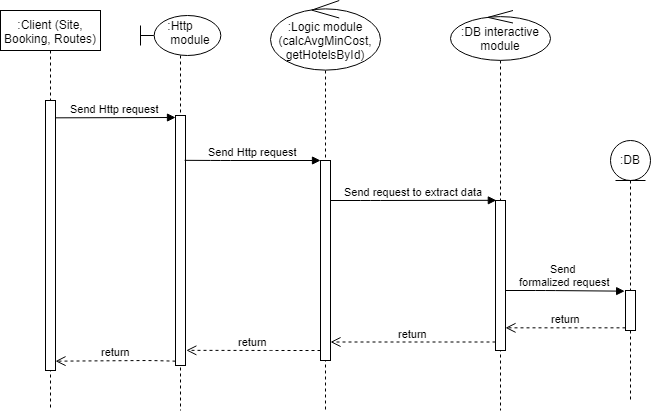 :Client (Site,
Booking, Routes)
:Http
module
:Logic module
(calcAvgMinCost,
getHotelsById)
:DB interactive
module
:DB
Send Http request
Send Http request
Send request to extract data
Send
formalized request
return
return
return
return